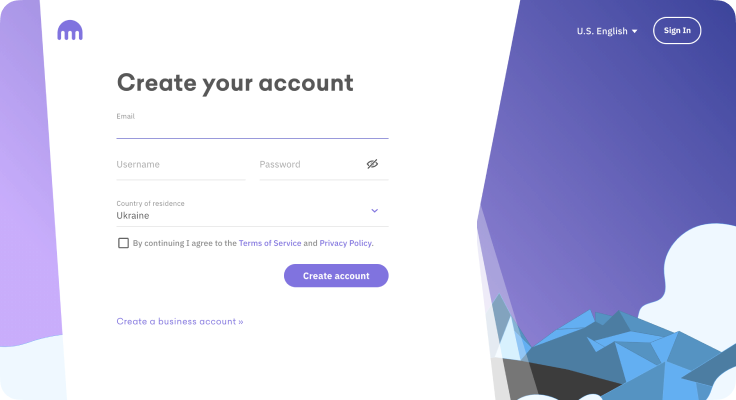 U.S. English
Sign In
Create your account
Email
Username
Password
Country of residence
Ukraine
By continuing I agree to the Terms of Service and Privacy Policy.
Create account
Create a business account »